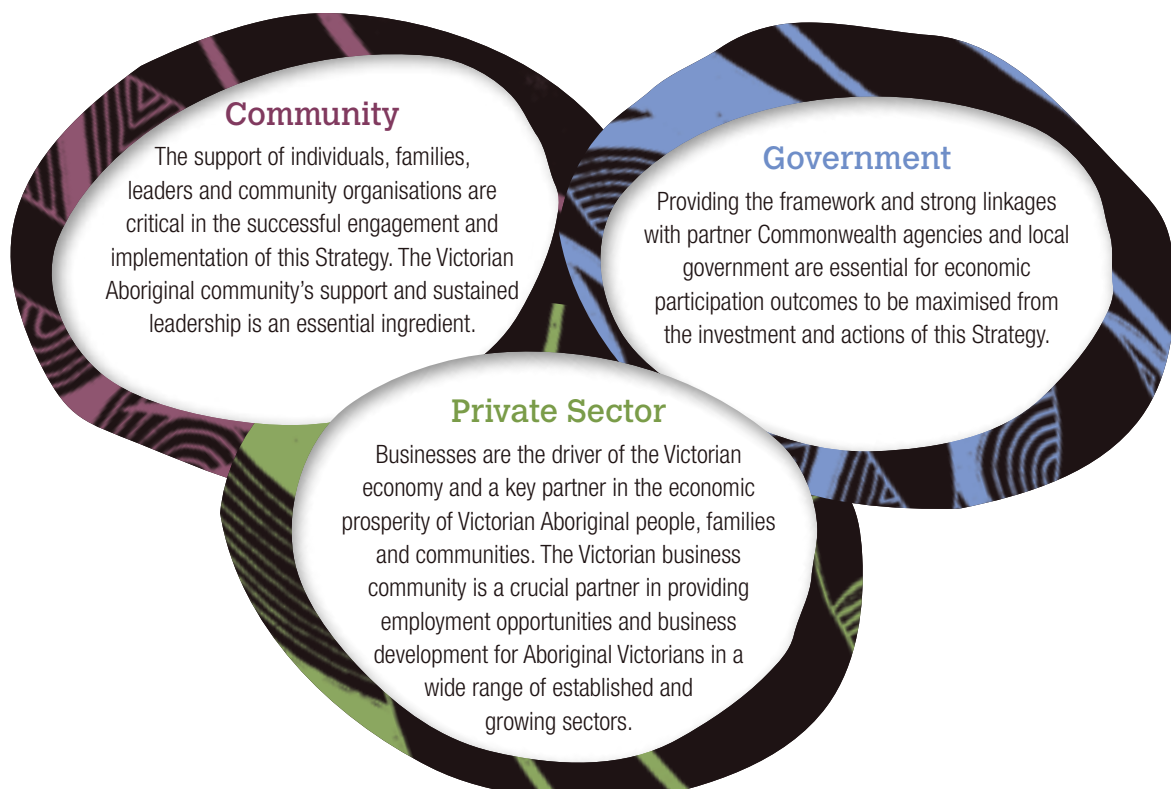 Community
The support of individuals, families,
leaders and community organisations are
critical in the successful engagement and
implementation of this Strategy. The Victorian
Aboriginal community’s support and sustained
leadership is an essential ingredient.
Government
Providing the framework and strong linkages
with partner Commonwealth agencies and local
government are essential for economic
participation outcomes to be maximised from
the investment and actions of this Strategy.
Private Sector
Businesses are the driver of the Victorian
economy and a key partner in the economic
prosperity of Victorian Aboriginal people, families
and communities. The Victorian business
community is a crucial partner in providing
employment opportunities and business
development for Aboriginal Victorians in a
wide range of established and
growing sectors.